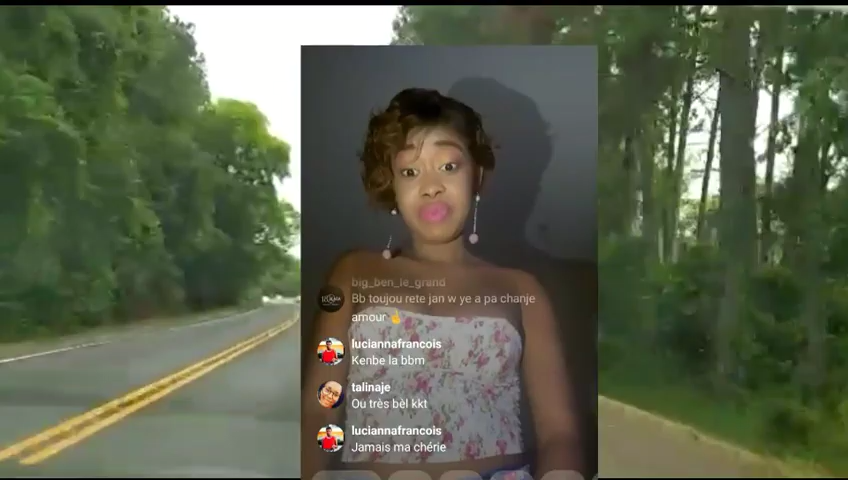 big_ben_le_grand
Bb toujou rete jan w ye a pa chanje
amour 👆
luciannafrancois
Kenbe la bbm
talinaje
Ou très bèl kkt
luciannafrancois
Jamais ma chérie